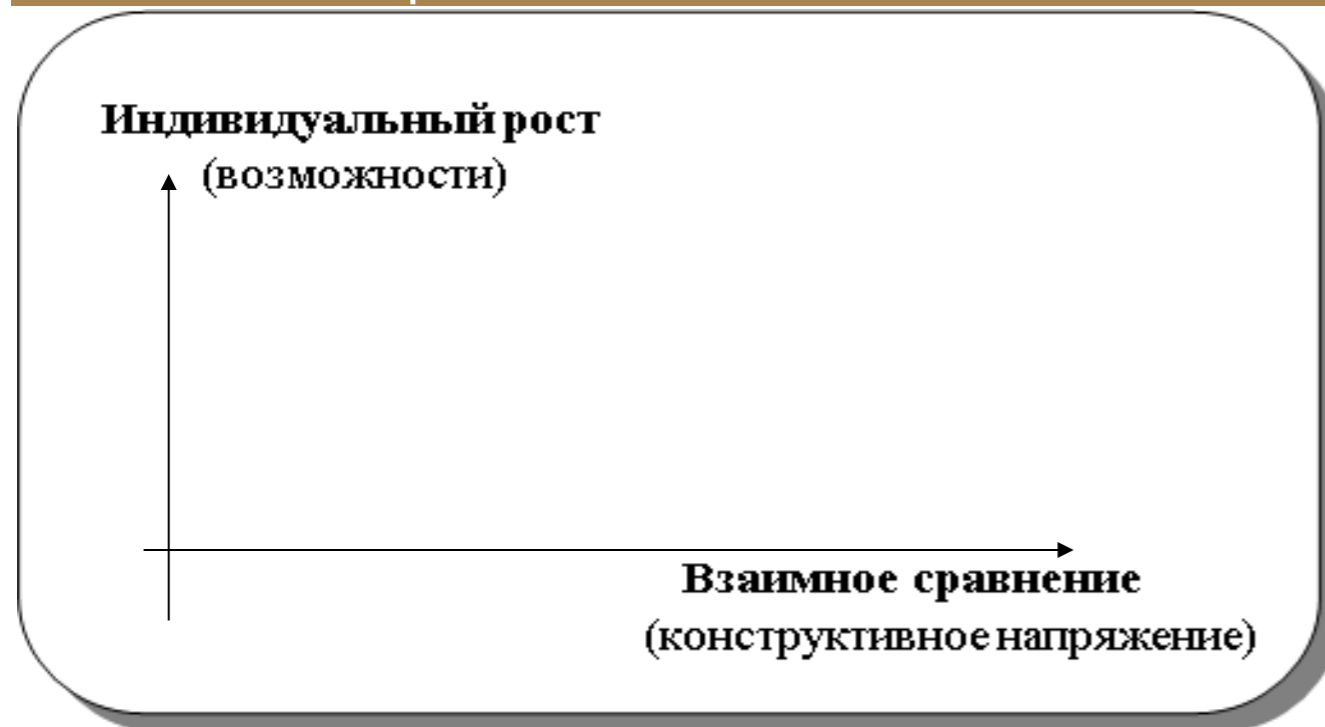 Индивидуальный рост
(возможности)
Взаимное сравнение
(конструктивное напряжение)